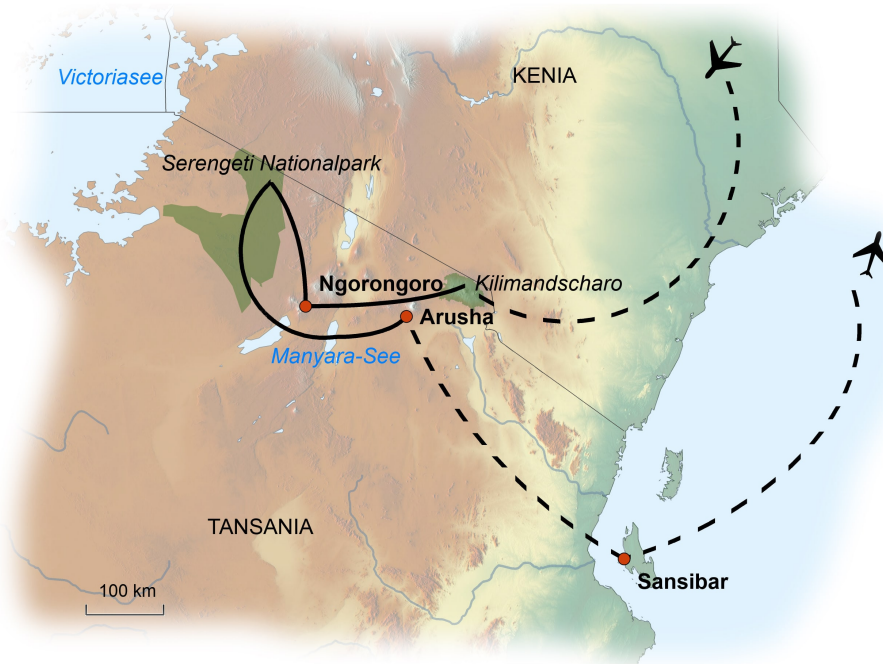 Victoriasee
KENIA
Serengeti Nationalpark
Ngorongoro
Kilimandscharo
Arusha
Manyara-See
TANSANIA
Sansibar
100 km